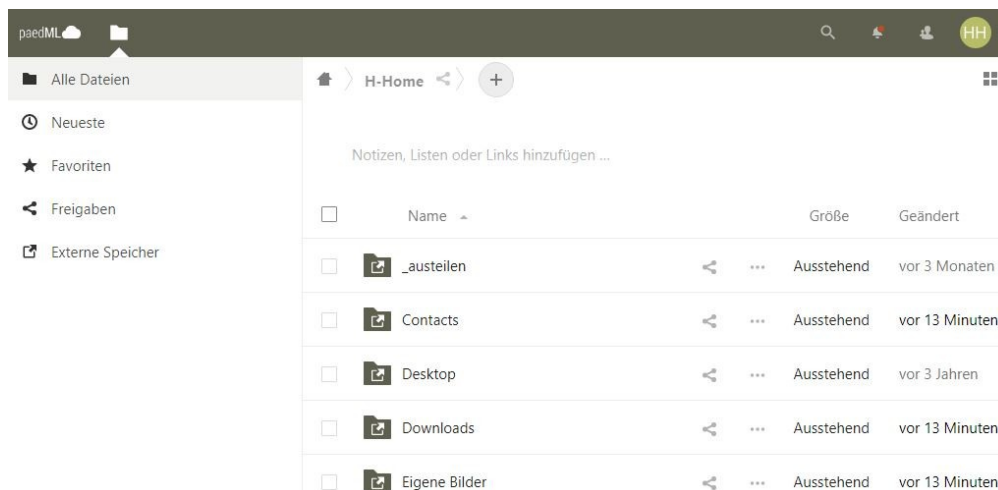 paedML
HH
Alle Dateien
Neueste
Favoriten
Freigaben
Externe Speicher
H-Home
+
Notizen, Listen oder Links hinzufügen ...
Name Größe Geändert
_austeilen Ausstehend vor 3 Monaten
Contacts Ausstehend vor 13 Minuten
Desktop Ausstehend vor 3 Jahren
Downloads Ausstehend vor 13 Minuten
Eigene Bilder Ausstehend vor 13 Minuten